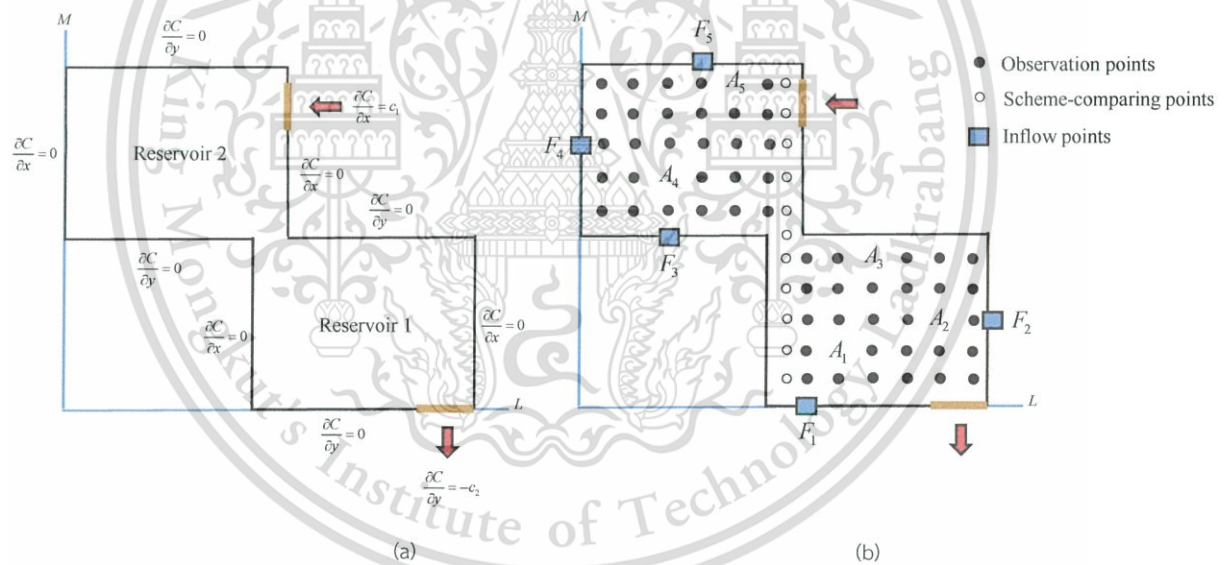 M
∂C/∂y = 0
∂C/∂x = c₁
∂C/∂x = 0
Reservoir 2
∂C/∂x = 0
∂C/∂y = 0
∂C/∂y = 0
∂C/∂x = 0
Reservoir 1
∂C/∂x = 0
L
∂C/∂y = 0
∂C/∂y = -c₂
(a)
M
F₅
A₅
F₄
A₄
F₃
A₃
A₂
F₂
A₁
L
F₁
(b)
Observation points
Scheme-comparing points
Inflow points
King Mongkut's Institute of Technology Ladkrabang